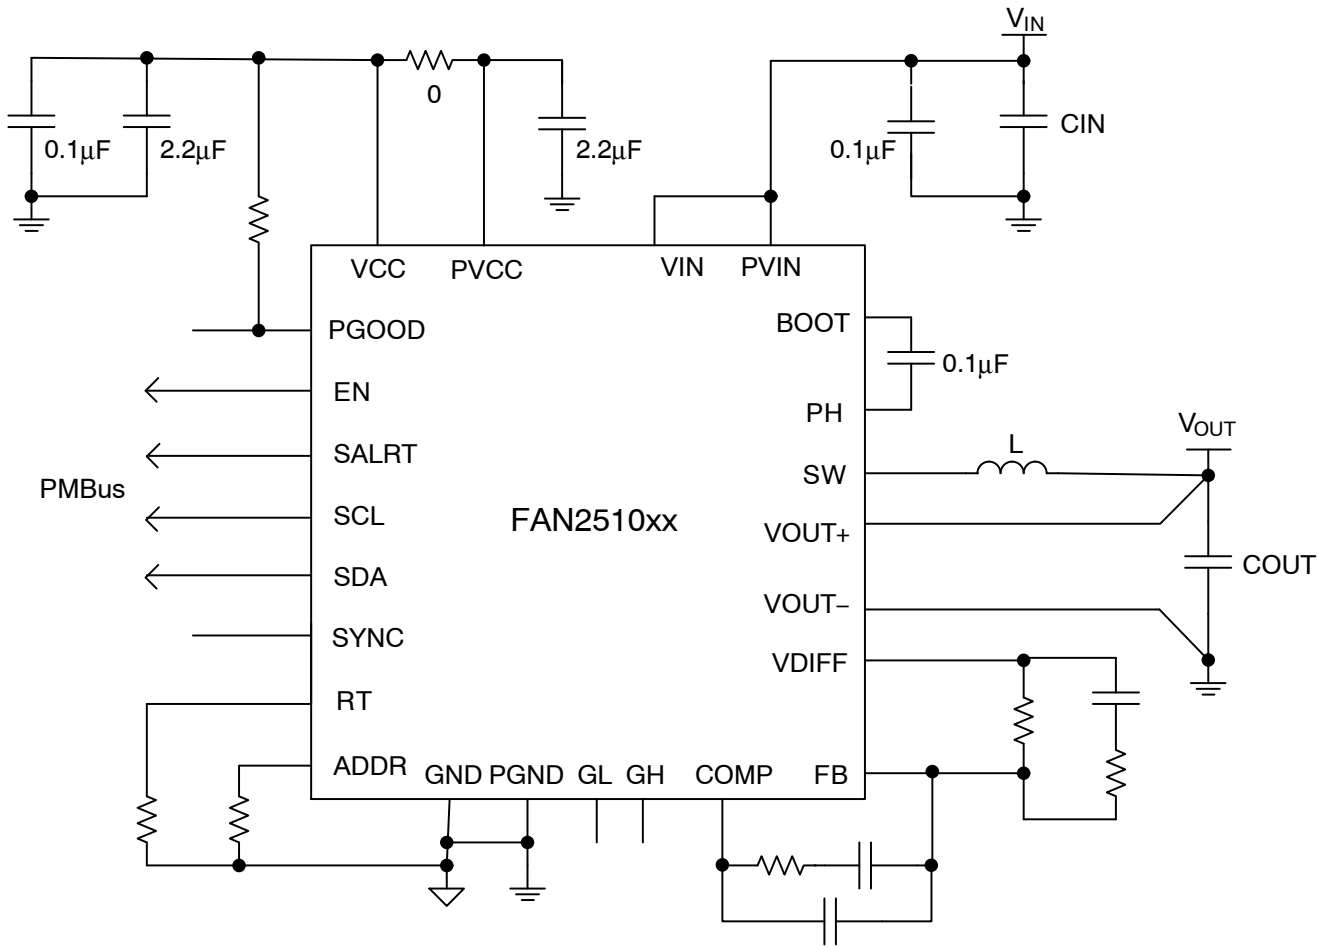 VIN
0
CIN
0.1μF
2.2μF
2.2μF
0.1μF
VCC
PVCC
VIN
PVIN
PGOOD
BOOT
0.1μF
EN
PH
SALRT
VOUT
L
SW
PMBus
SCL
FAN2510xx
VOUT+
COUT
SDA
VOUT−
SYNC
VDIFF
RT
ADDR
GND
PGND
GL
GH
COMP
FB